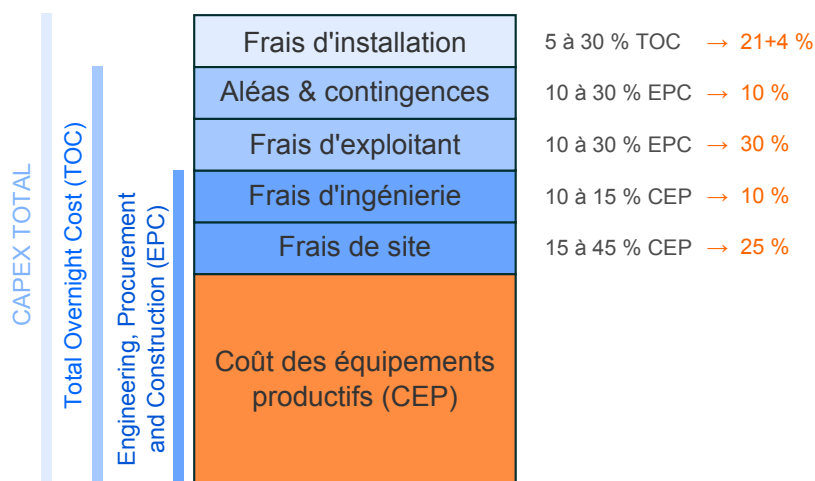 Frais d'installation
5 à 30 % TOC → 21+4 %
Aléas & contingences
10 à 30 % EPC → 10 %
Frais d'exploitant
10 à 30 % EPC → 30 %
Frais d'ingénierie
10 à 15 % CEP → 10 %
Frais de site
15 à 45 % CEP → 25 %
Coût des équipements
productifs (CEP)
CAPEX TOTAL
Total Overnight Cost (TOC)
Engineering, Procurement
and Construction (EPC)